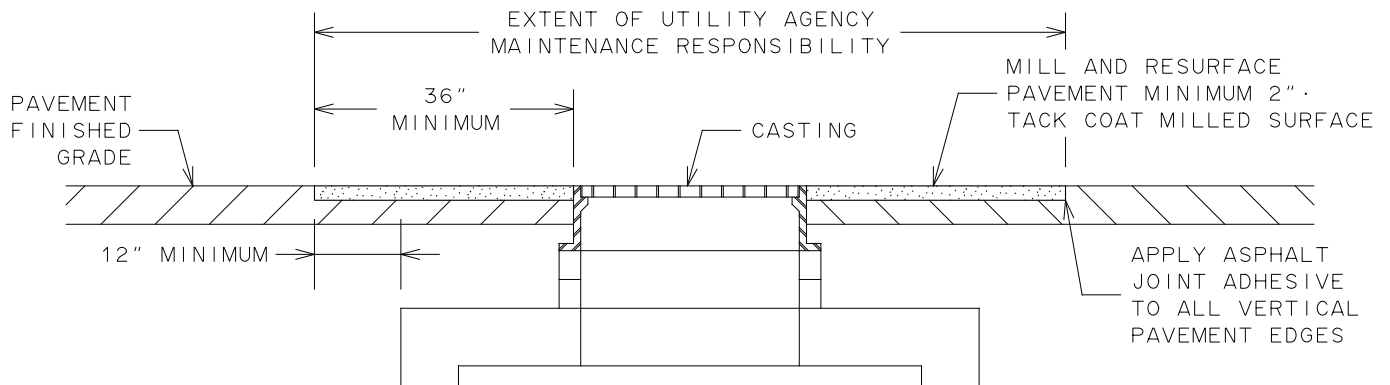 EXTENT OF UTILITY AGENCY
MAINTENANCE RESPONSIBILITY
MILL AND RESURFACE
PAVEMENT MINIMUM 2".
TACK COAT MILLED SURFACE
PAVEMENT
FINISHED
GRADE
36"
MINIMUM
CASTING
12" MINIMUM
APPLY ASPHALT
JOINT ADHESIVE
TO ALL VERTICAL
PAVEMENT EDGES